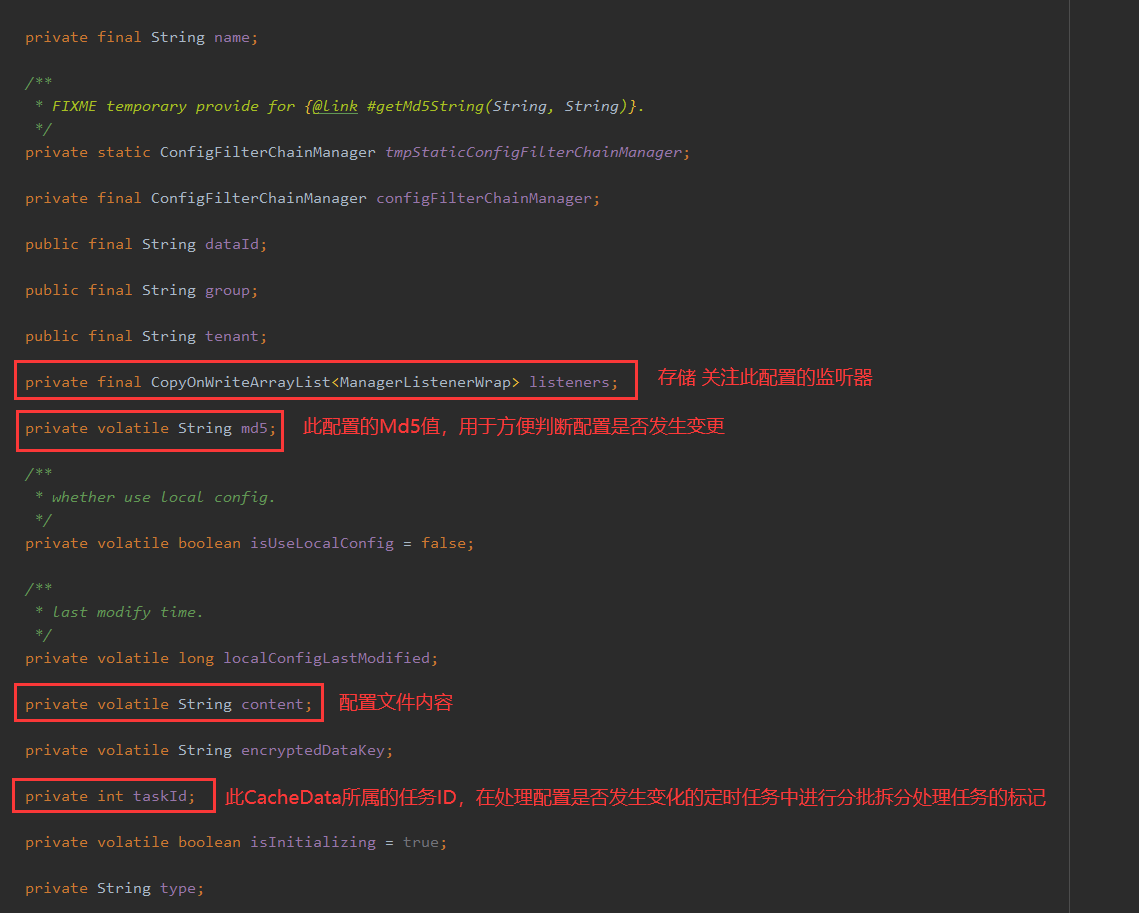 private final String name;
/**
* FIXME temporary provide for {@link #getMd5String(String, String)}.
*/
private static ConfigFilterChainManager tmpStaticConfigFilterChainManager;
private final ConfigFilterChainManager configFilterChainManager;
public final String dataId;
public final String group;
public final String tenant;
private final CopyOnWriteArrayList<ManagerListenerWrap> listeners; 存储 关注此配置的监听器
private volatile String md5; 此配置的Md5值，用于方便判断配置是否发生变更
/**
* whether use local config.
*/
private volatile boolean isUseLocalConfig = false;
/**
* last modify time.
*/
private volatile long localConfigLastModified;
private volatile String content; 配置文件内容
private volatile String encryptedDataKey;
private int taskId; 此CacheData所属的任务ID，在处理配置是否发生变化的定时任务中进行分批拆分处理任务的标记
private volatile boolean isInitializing = true;
private String type;